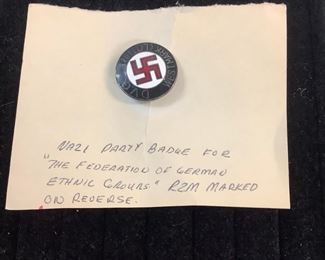 NAZI PARTY BADGE FOR
"THE FEDERATION OF GERMAN
ETHNIC GROUPS" RZM MARKED
ON REVERSE.